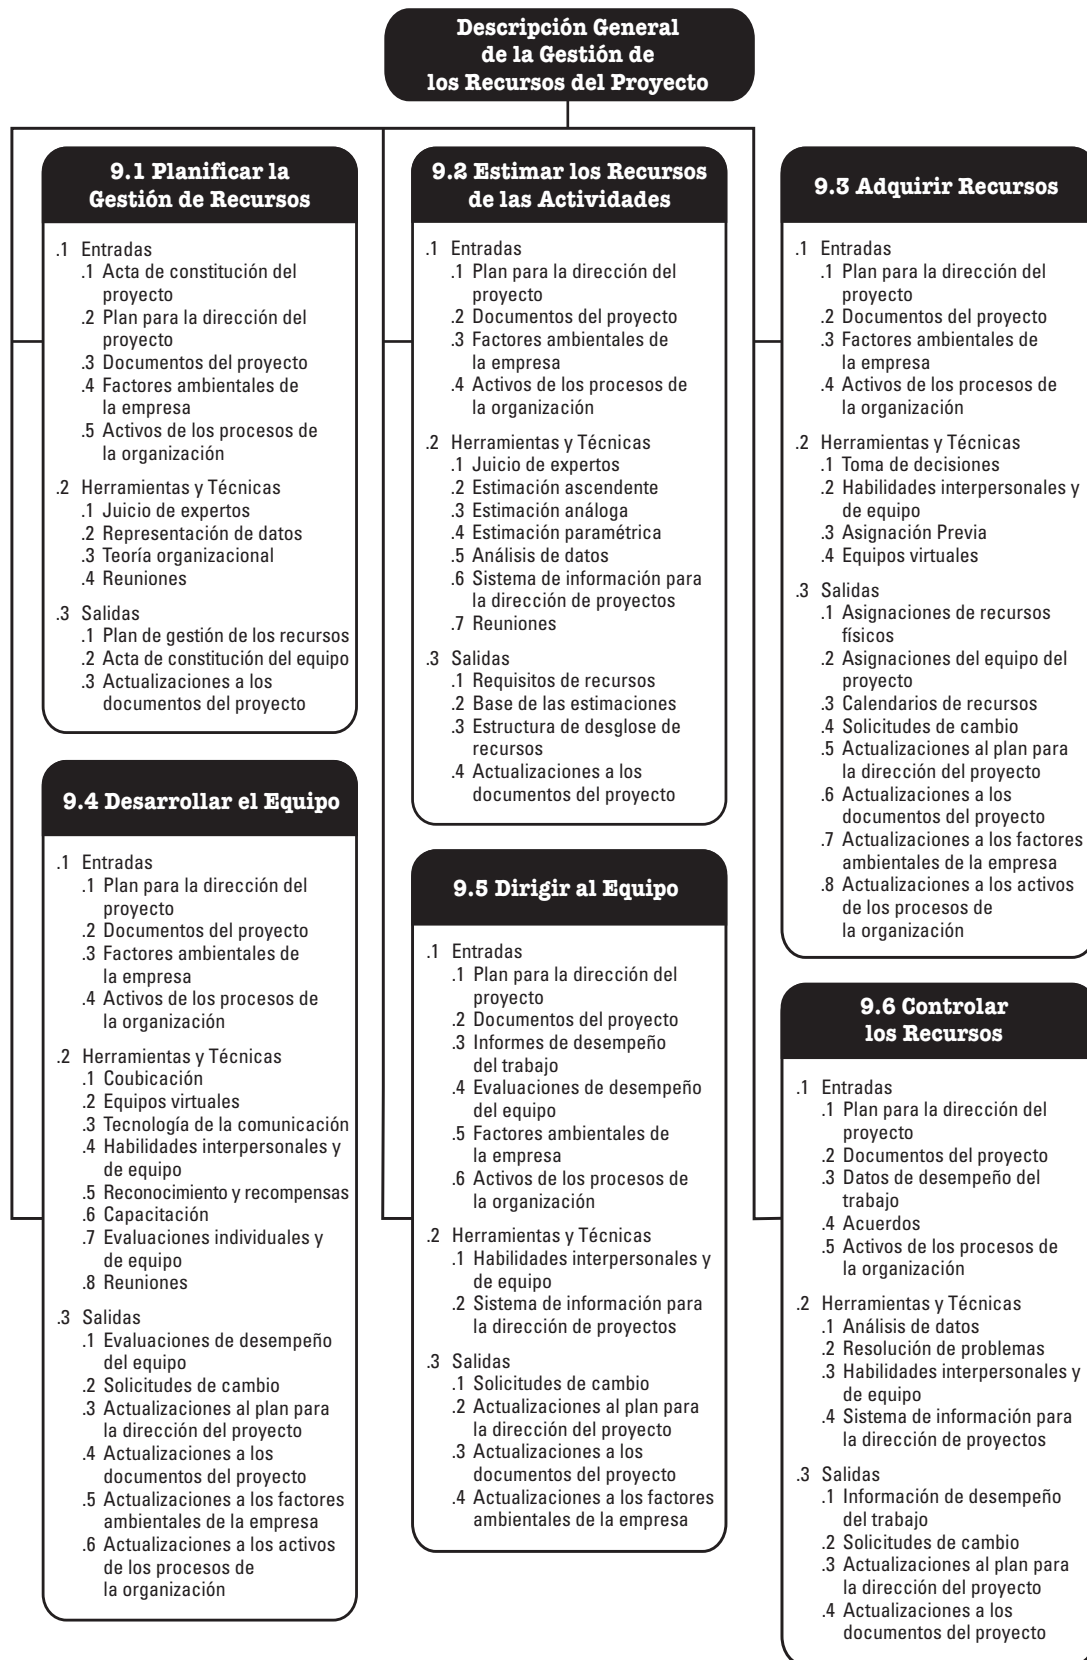 Descripción General
de la Gestión de
los Recursos del Proyecto
9.1 Planificar la
Gestión de Recursos
.1 Entradas
.1 Acta de constitución del
proyecto
.2 Plan para la dirección del
proyecto
.3 Documentos del proyecto
.4 Factores ambientales de
la empresa
.5 Activos de los procesos de
la organización
.2 Herramientas y Técnicas
.1 Juicio de expertos
.2 Representación de datos
.3 Teoría organizacional
.4 Reuniones
.3 Salidas
.1 Plan de gestión de los recursos
.2 Acta de constitución del equipo
.3 Actualizaciones a los
documentos del proyecto
9.2 Estimar los Recursos
de las Actividades
.1 Entradas
.1 Plan para la dirección del
proyecto
.2 Documentos del proyecto
.3 Factores ambientales de
la empresa
.4 Activos de los procesos de
la organización
.2 Herramientas y Técnicas
.1 Juicio de expertos
.2 Estimación ascendente
.3 Estimación análoga
.4 Estimación paramétrica
.5 Análisis de datos
.6 Sistema de información para
la dirección de proyectos
.7 Reuniones
.3 Salidas
.1 Requisitos de recursos
.2 Base de las estimaciones
.3 Estructura de desglose de
recursos
.4 Actualizaciones a los
documentos del proyecto
9.3 Adquirir Recursos
.1 Entradas
.1 Plan para la dirección del
proyecto
.2 Documentos del proyecto
.3 Factores ambientales de
la empresa
.4 Activos de los procesos de
la organización
.2 Herramientas y Técnicas
.1 Toma de decisiones
.2 Habilidades interpersonales y
de equipo
.3 Asignación Previa
.4 Equipos virtuales
.3 Salidas
.1 Asignaciones de recursos
físicos
.2 Asignaciones del equipo del
proyecto
.3 Calendarios de recursos
.4 Solicitudes de cambio
.5 Actualizaciones al plan para
la dirección del proyecto
.6 Actualizaciones a los
documentos del proyecto
.7 Actualizaciones a los factores
ambientales de la empresa
.8 Actualizaciones a los activos
de los procesos de
la organización
9.4 Desarrollar el Equipo
.1 Entradas
.1 Plan para la dirección del
proyecto
.2 Documentos del proyecto
.3 Factores ambientales de
la empresa
.4 Activos de los procesos de
la organización
.2 Herramientas y Técnicas
.1 Coubicación
.2 Equipos virtuales
.3 Tecnología de la comunicación
.4 Habilidades interpersonales y
de equipo
.5 Reconocimiento y recompensas
.6 Capacitación
.7 Evaluaciones individuales y
de equipo
.8 Reuniones
.3 Salidas
.1 Evaluaciones de desempeño
del equipo
.2 Solicitudes de cambio
.3 Actualizaciones al plan para
la dirección del proyecto
.4 Actualizaciones a los
documentos del proyecto
.5 Actualizaciones a los factores
ambientales de la empresa
.6 Actualizaciones a los activos
de los procesos de
la organización
9.5 Dirigir al Equipo
.1 Entradas
.1 Plan para la dirección del
proyecto
.2 Documentos del proyecto
.3 Informes de desempeño
del trabajo
.4 Evaluaciones de desempeño
del equipo
.5 Factores ambientales de
la empresa
.6 Activos de los procesos de
la organización
.2 Herramientas y Técnicas
.1 Habilidades interpersonales y
de equipo
.2 Sistema de información para
la dirección de proyectos
.3 Salidas
.1 Solicitudes de cambio
.2 Actualizaciones al plan para
la dirección del proyecto
.3 Actualizaciones a los
documentos del proyecto
.4 Actualizaciones a los factores
ambientales de la empresa
9.6 Controlar
los Recursos
.1 Entradas
.1 Plan para la dirección del
proyecto
.2 Documentos del proyecto
.3 Datos de desempeño del
trabajo
.4 Acuerdos
.5 Activos de los procesos de
la organización
.2 Herramientas y Técnicas
.1 Análisis de datos
.2 Resolución de problemas
.3 Habilidades interpersonales y
de equipo
.4 Sistema de información para
la dirección de proyectos
.3 Salidas
.1 Información de desempeño
del trabajo
.2 Solicitudes de cambio
.3 Actualizaciones al plan para
la dirección del proyecto
.4 Actualizaciones a los
documentos del proyecto